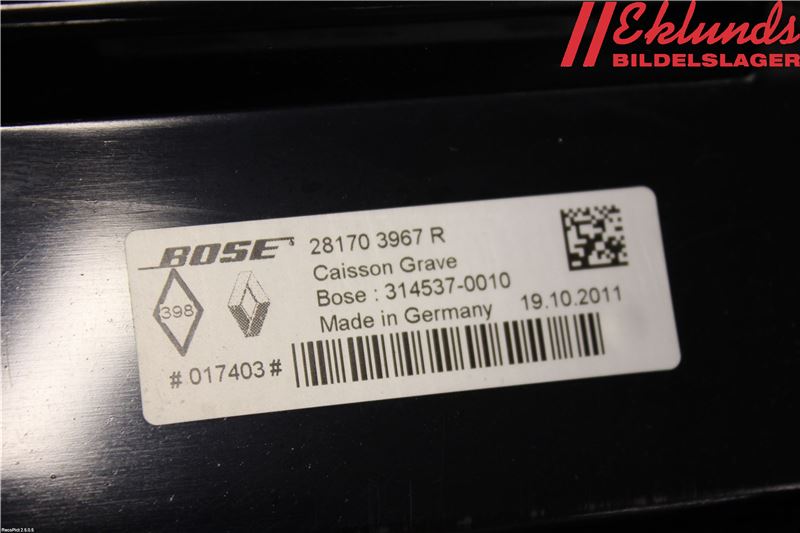 Eklunds
BILDELSLAGER
BOSE
28170 3967 R
Caisson Grave
Bose : 314537-0010
Made in Germany
19.10.2011
398
#017403#